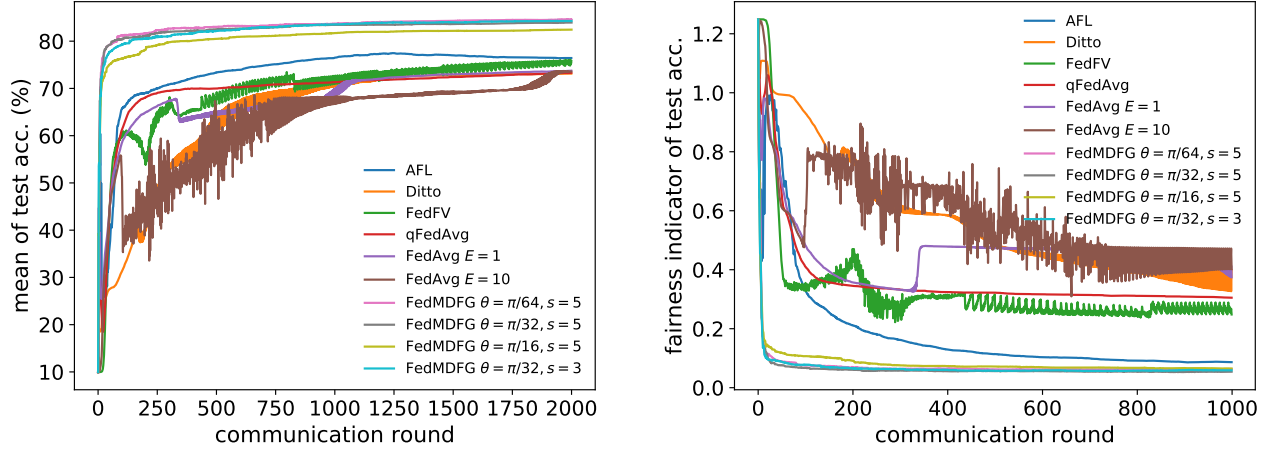 mean of test acc. (%)
80
70
60
50
40
30
20
10
0 250 500 750 1000 1250 1500 1750 2000
communication round
AFL
Ditto
FedFV
qFedAvg
FedAvg E = 1
FedAvg E = 10
FedMDFG θ = π/64, s = 5
FedMDFG θ = π/32, s = 5
FedMDFG θ = π/16, s = 5
FedMDFG θ = π/32, s = 3
fairness indicator of test acc.
1.2
1.0
0.8
0.6
0.4
0.2
0.0
0 200 400 600 800 1000
communication round
AFL
Ditto
FedFV
qFedAvg
FedAvg E = 1
FedAvg E = 10
FedMDFG θ = π/64, s = 5
FedMDFG θ = π/32, s = 5
FedMDFG θ = π/16, s = 5
FedMDFG θ = π/32, s = 3